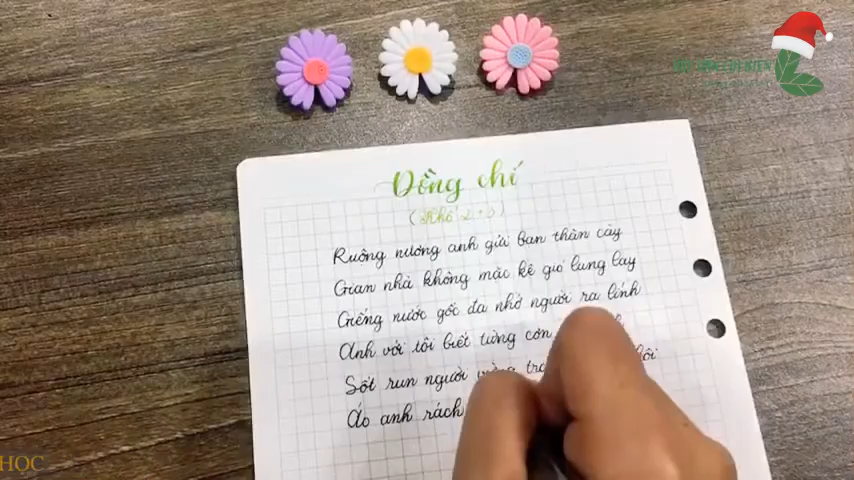 Đồng chí
(Khổ 2 + 3)
Ruộng nương anh gửi bạn thân cày
Gian nhà không mặc kệ gió lung lay
Giếng nước gốc đa nhớ người ra lính
Anh với tôi biết từng cơn
Sốt run người vừng
Áo anh rách
HỌC